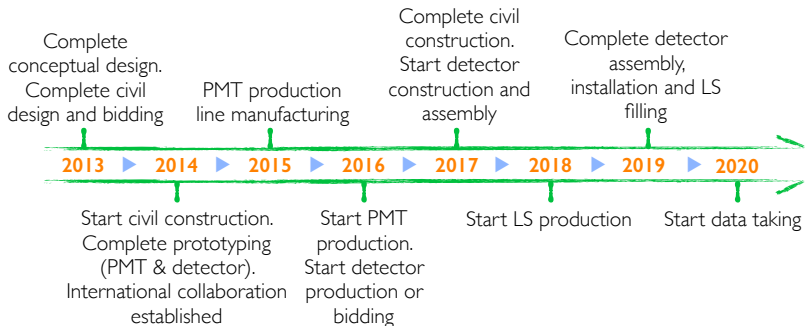 Complete
conceptual design.
Complete civil
design and bidding
PMT production
line manufacturing
Complete civil
construction.
Start detector
construction and
assembly
Complete detector
assembly,
installation and LS
filling
2013 2014 2015 2016 2017 2018 2019 2020
Start civil construction.
Complete prototyping
(PMT & detector).
International collaboration
established
Start PMT
production.
Start detector
production or
bidding
Start LS production
Start data taking